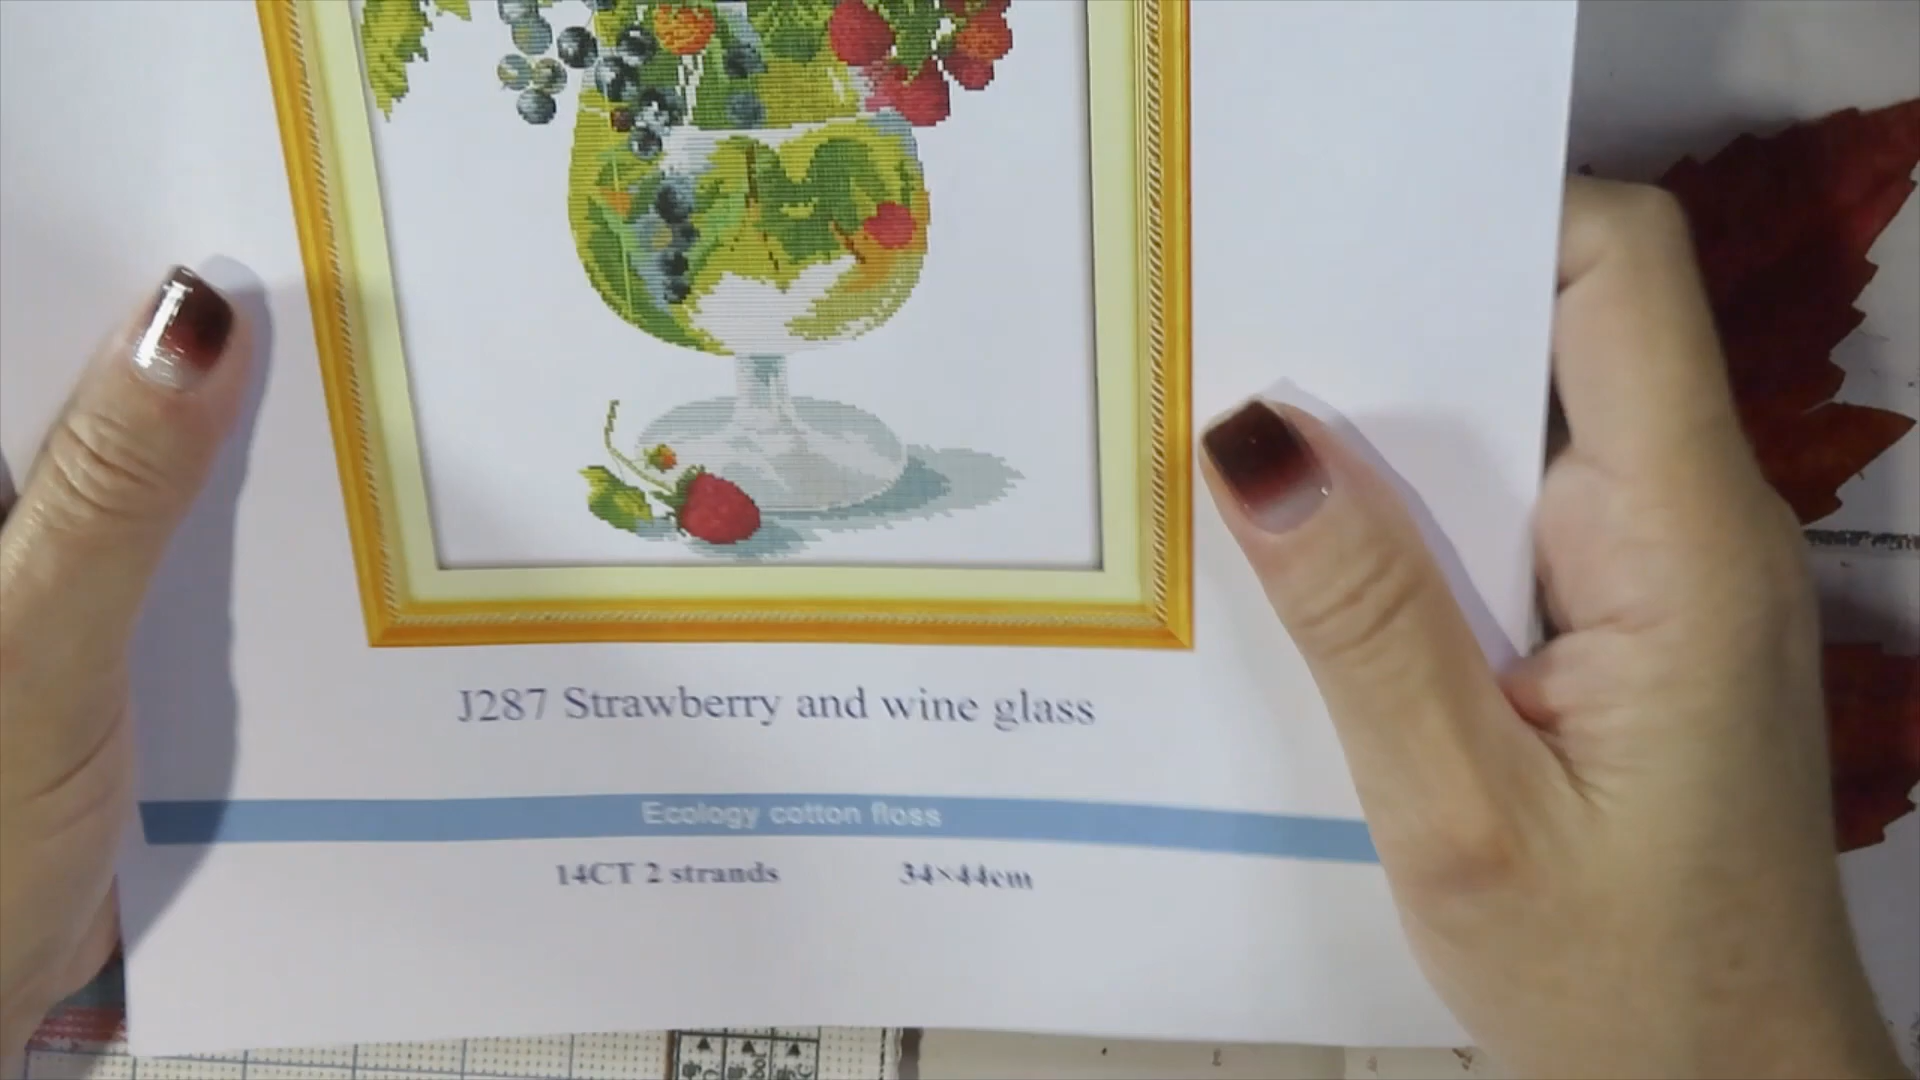 J287 Strawberry and wine glass
Ecology cotton floss
14CT 2 strands 34×44cm